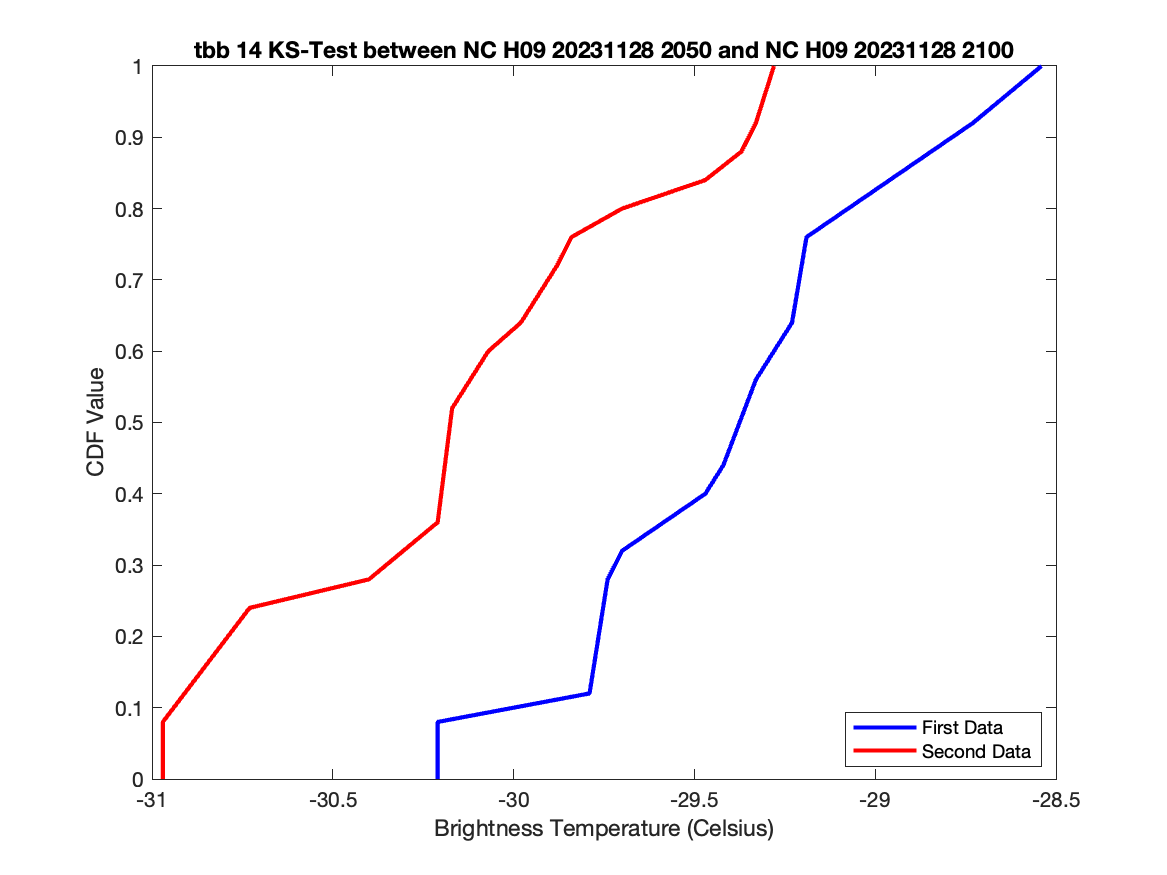 tbb 14 KS-Test between NC H09 20231128 2050 and NC H09 20231128 2100
1
0.9
0.8
0.7
0.6
0.5
0.4
0.3
0.2
0.1
0
CDF Value
First Data
Second Data
-31 -30.5 -30 -29.5 -29 -28.5
Brightness Temperature (Celsius)